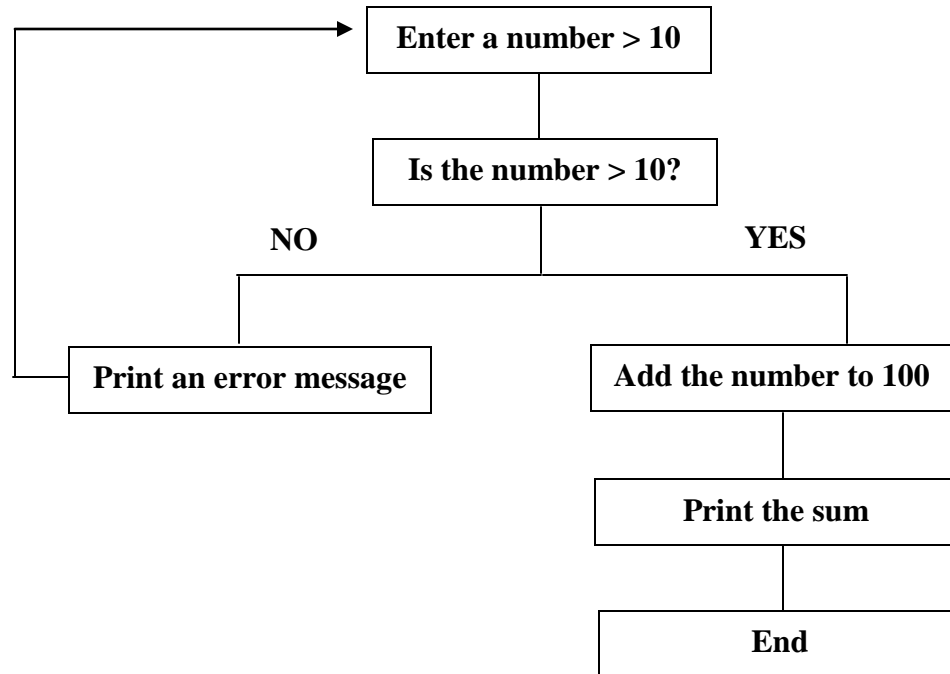 Enter a number > 10
Is the number > 10?
NO
YES
Print an error message
Add the number to 100
Print the sum
End